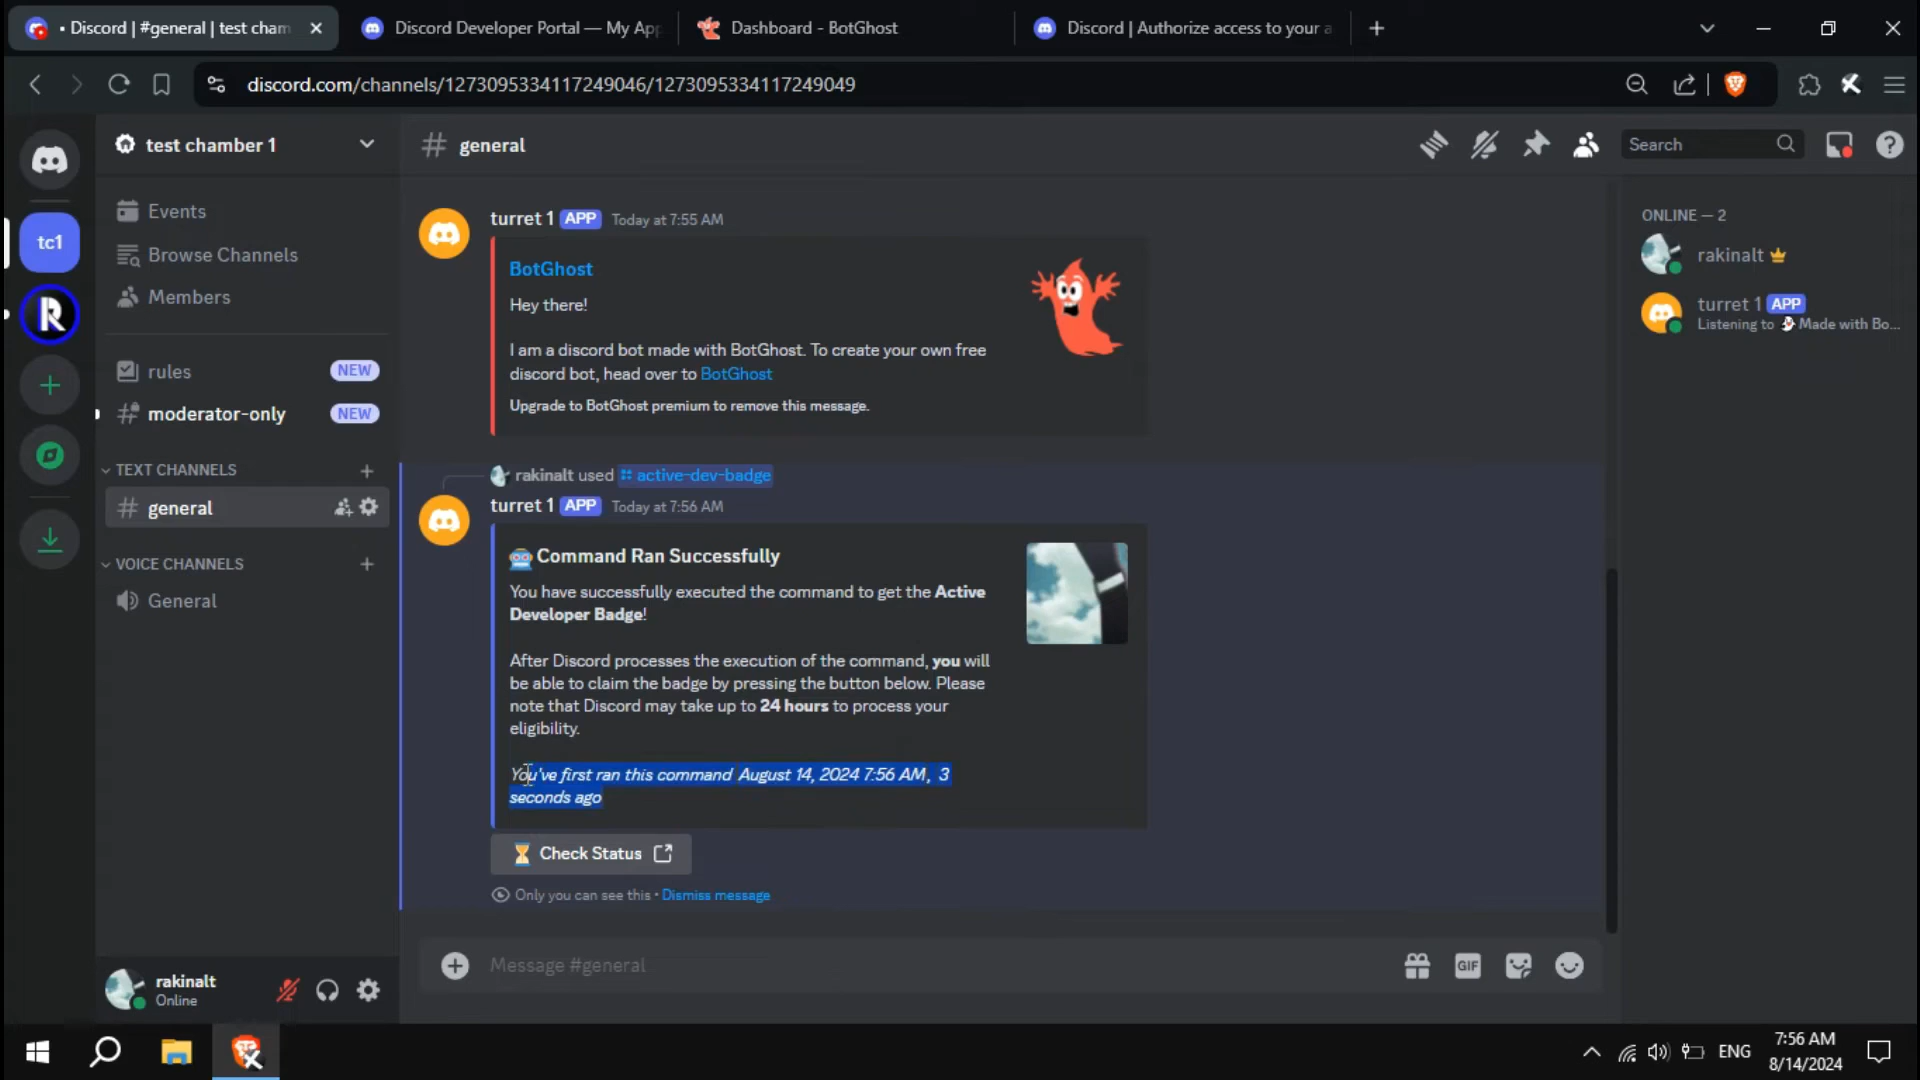 • Discord | #general | test cham
Discord Developer Portal — My Ap
Dashboard - BotGhost
Discord | Authorize access to your a
discord.com/channels/1273095334117249046/1273095334117249049
test chamber 1
general
Search
Events
Browse Channels
Members
rules NEW
moderator-only NEW
TEXT CHANNELS
general
VOICE CHANNELS
General
tc1
R
turret 1 APP Today at 7:55 AM
BotGhost
Hey there!
I am a discord bot made with BotGhost. To create your own free
discord bot, head over to BotGhost
Upgrade to BotGhost premium to remove this message.
rakinalt used active-dev-badge
turret 1 APP Today at 7:56 AM
Command Ran Successfully
You have successfully executed the command to get the Active
Developer Badge!
After Discord processes the execution of the command, you will
be able to claim the badge by pressing the button below. Please
note that Discord may take up to 24 hours to process your
eligibility.
You've first ran this command August 14, 2024 7:56 AM, 3
seconds ago
Check Status
Only you can see this • Dismiss message
Message #general
GIF
ONLINE — 2
rakinalt
turret 1 APP
Listening to Made with Bo...
rakinalt
Online
ENG
7:56 AM
8/14/2024